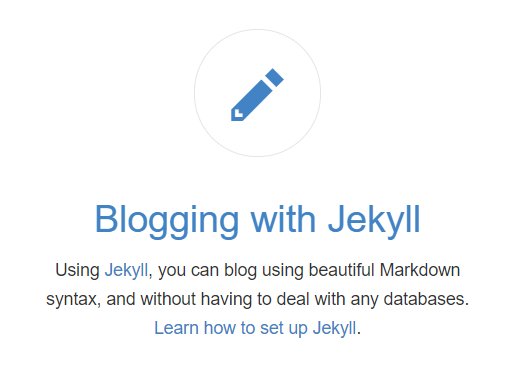 Blogging with Jekyll
Using Jekyll, you can blog using beautiful Markdown
syntax, and without having to deal with any databases.
Learn how to set up Jekyll.